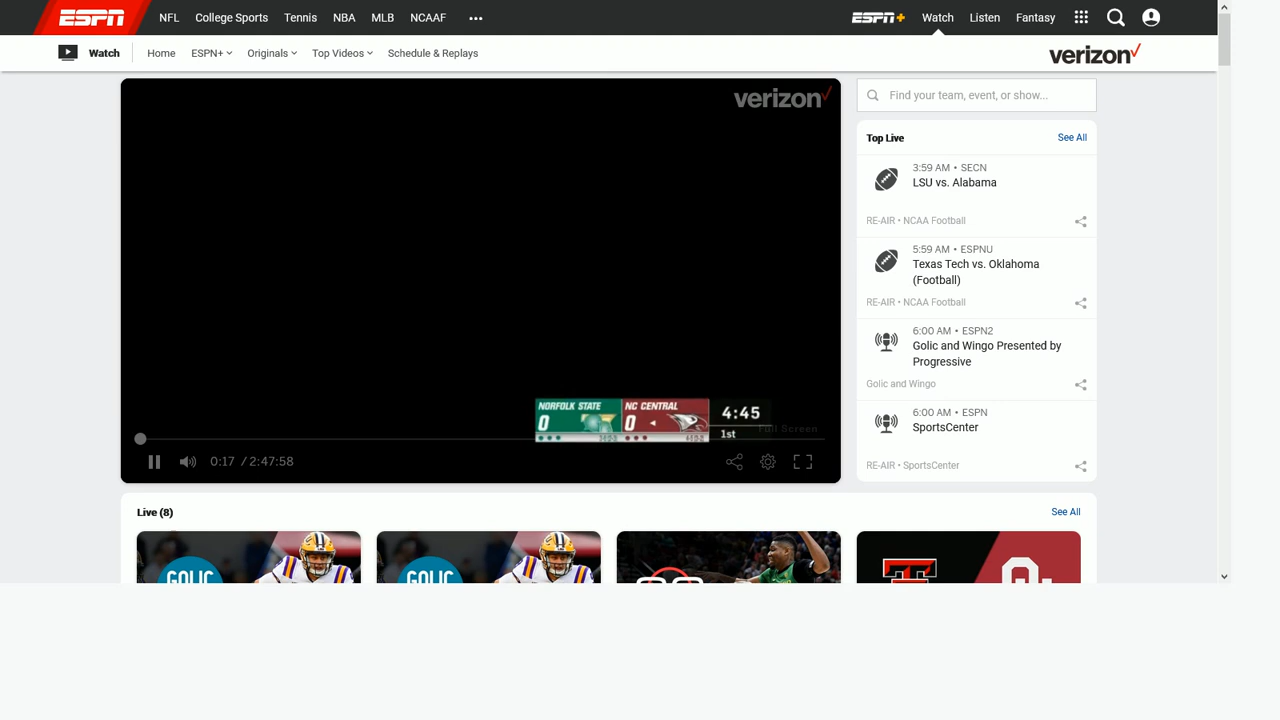 ESPN NFL College Sports Tennis NBA MLB NCAAF ESPN+ Watch Listen Fantasy
Watch Home ESPN+ Originals Top Videos Schedule & Replays verizon
verizon
Find your team, event, or show...
Top Live See All
3:59 AM • SECN
LSU vs. Alabama
RE-AIR • NCAA Football
5:59 AM • ESPNU
Texas Tech vs. Oklahoma
(Football)
RE-AIR • NCAA Football
6:00 AM • ESPN2
Golic and Wingo Presented by
Progressive
Golic and Wingo
6:00 AM • ESPN
SportsCenter
RE-AIR • SportsCenter
NORFOLK STATE NC CENTRAL
0 0 4:45
1st
Full Screen
0:17 / 2:47:58
Live (8) See All
GOLIC GOLIC